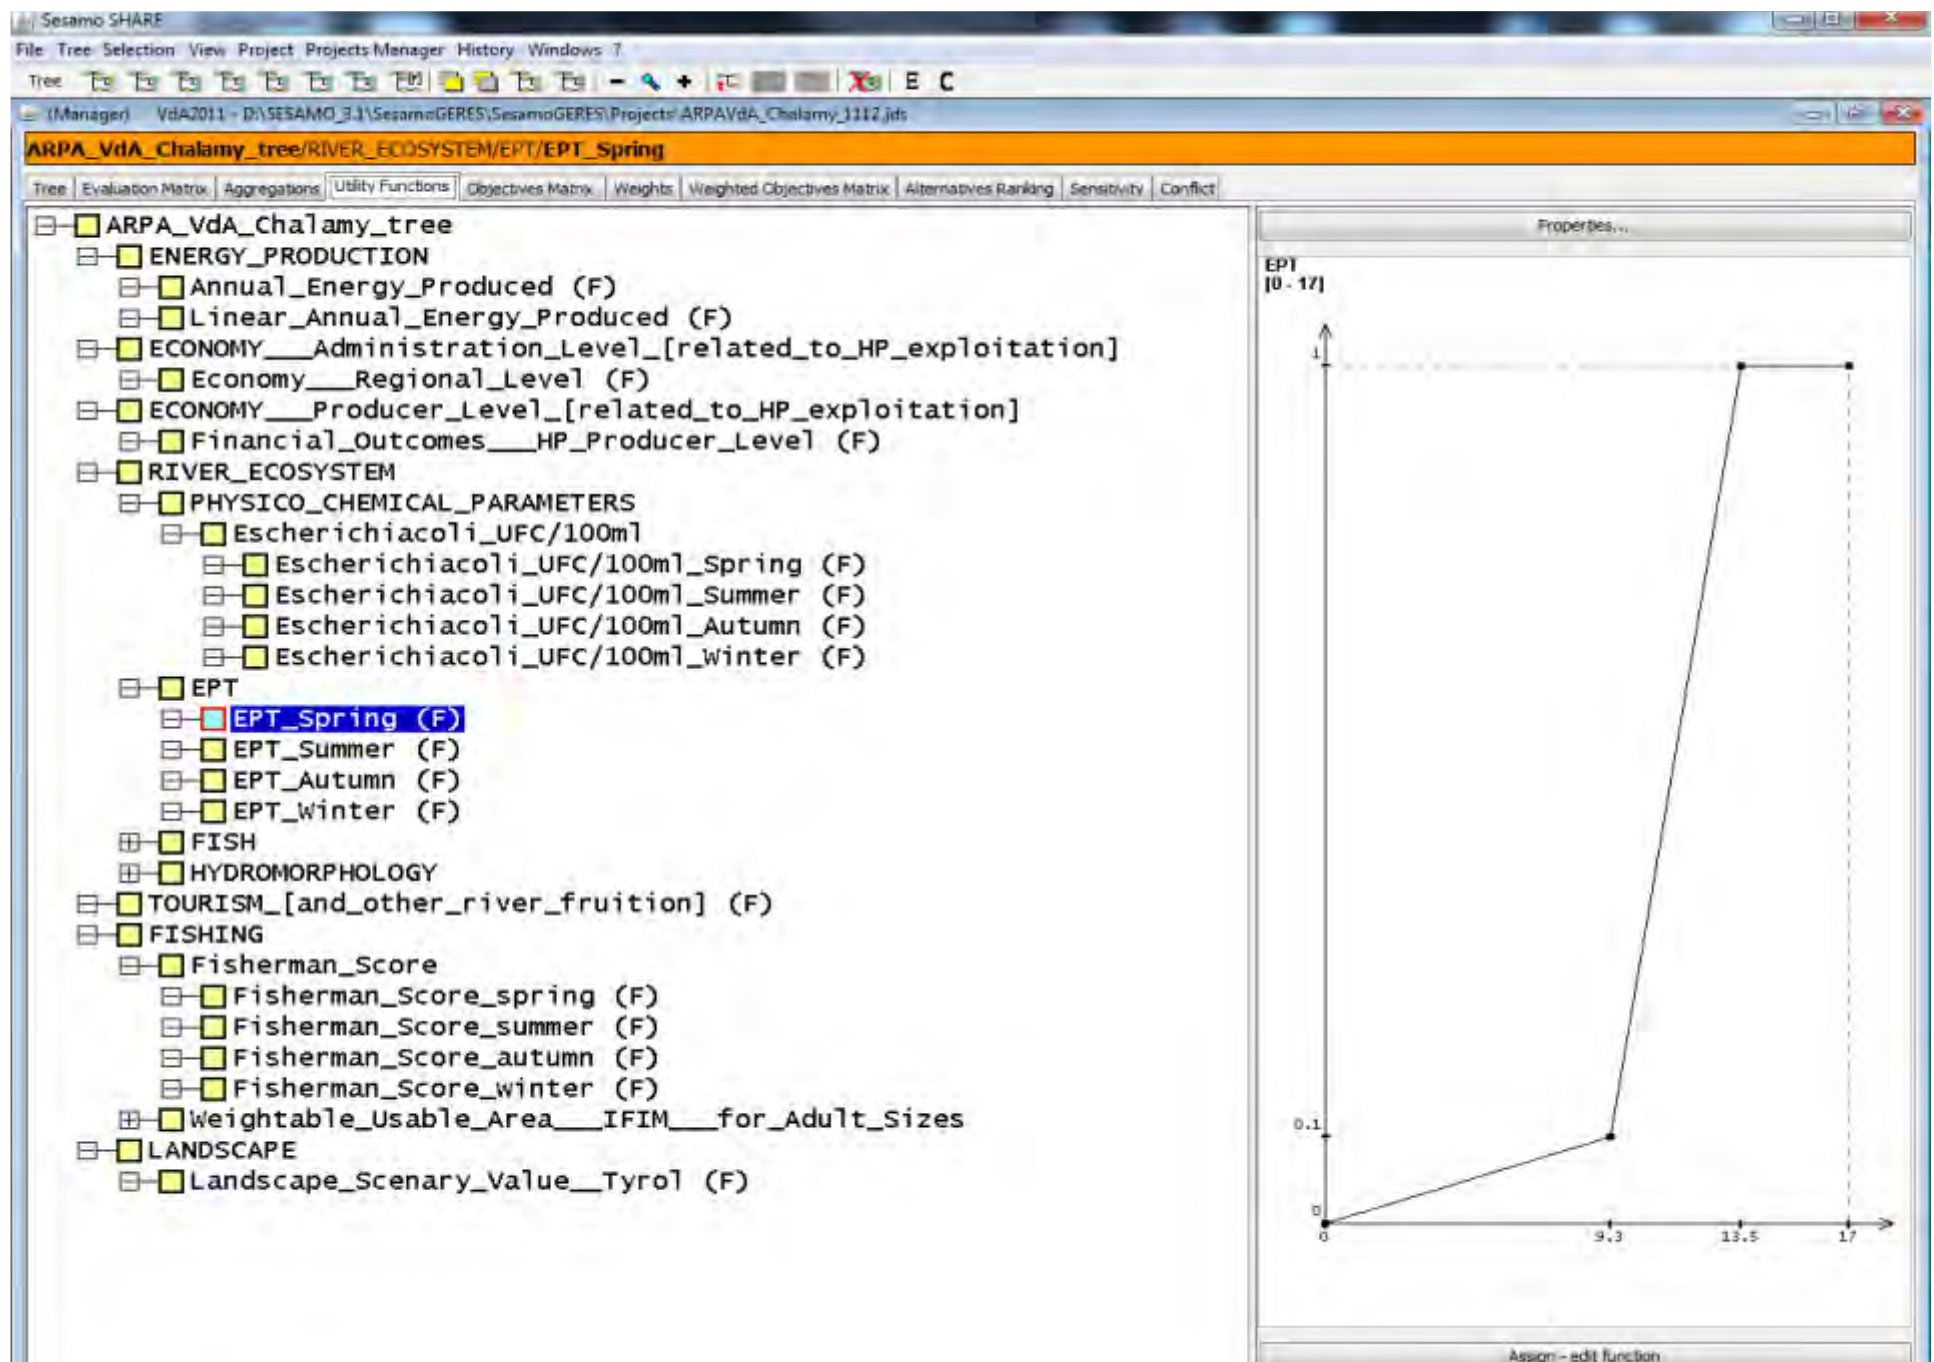 Sesamo SHARE
File Tree Selection View Project Projects Manager History Windows ?
Tree E C
(Manager) VdA2011 - D:\SESAMO_3.1\SesamoGERES\SesamoGERES\Projects\ARPAVdA_Chalamy_1112.jds
ARPA_VdA_Chalamy_tree/RIVER_ECOSYSTEM/EPT/EPT_Spring
Tree Evaluation Matrix Aggregations Utility Functions Objectives Matrix Weights Weighted Objectives Matrix Alternatives Ranking Sensitivity Conflict
ARPA_VdA_Chalamy_tree
ENERGY_PRODUCTION
Annual_Energy_Produced (F)
Linear_Annual_Energy_Produced (F)
ECONOMY___Administration_Level_[related_to_HP_exploitation]
Economy___Regional_Level (F)
ECONOMY___Producer_Level_[related_to_HP_exploitation]
Financial_Outcomes___HP_Producer_Level (F)
RIVER_ECOSYSTEM
PHYSICO_CHEMICAL_PARAMETERS
Escherichiacoli_UFC/100ml
Escherichiacoli_UFC/100ml_Spring (F)
Escherichiacoli_UFC/100ml_Summer (F)
Escherichiacoli_UFC/100ml_Autumn (F)
Escherichiacoli_UFC/100ml_Winter (F)
EPT
EPT_Spring (F)
EPT_Summer (F)
EPT_Autumn (F)
EPT_Winter (F)
FISH
HYDROMORPHOLOGY
TOURISM_[and_other_river_fruition] (F)
FISHING
Fisherman_Score
Fisherman_Score_spring (F)
Fisherman_Score_summer (F)
Fisherman_Score_autumn (F)
Fisherman_Score_winter (F)
Weightable_Usable_Area___IFIM___for_Adult_Sizes
LANDSCAPE
Landscape_Scenary_Value__Tyrol (F)
Properties...
EPT
[0 - 17]
1
0.1
0
0 9.3 13.5 17
Assign - edit function